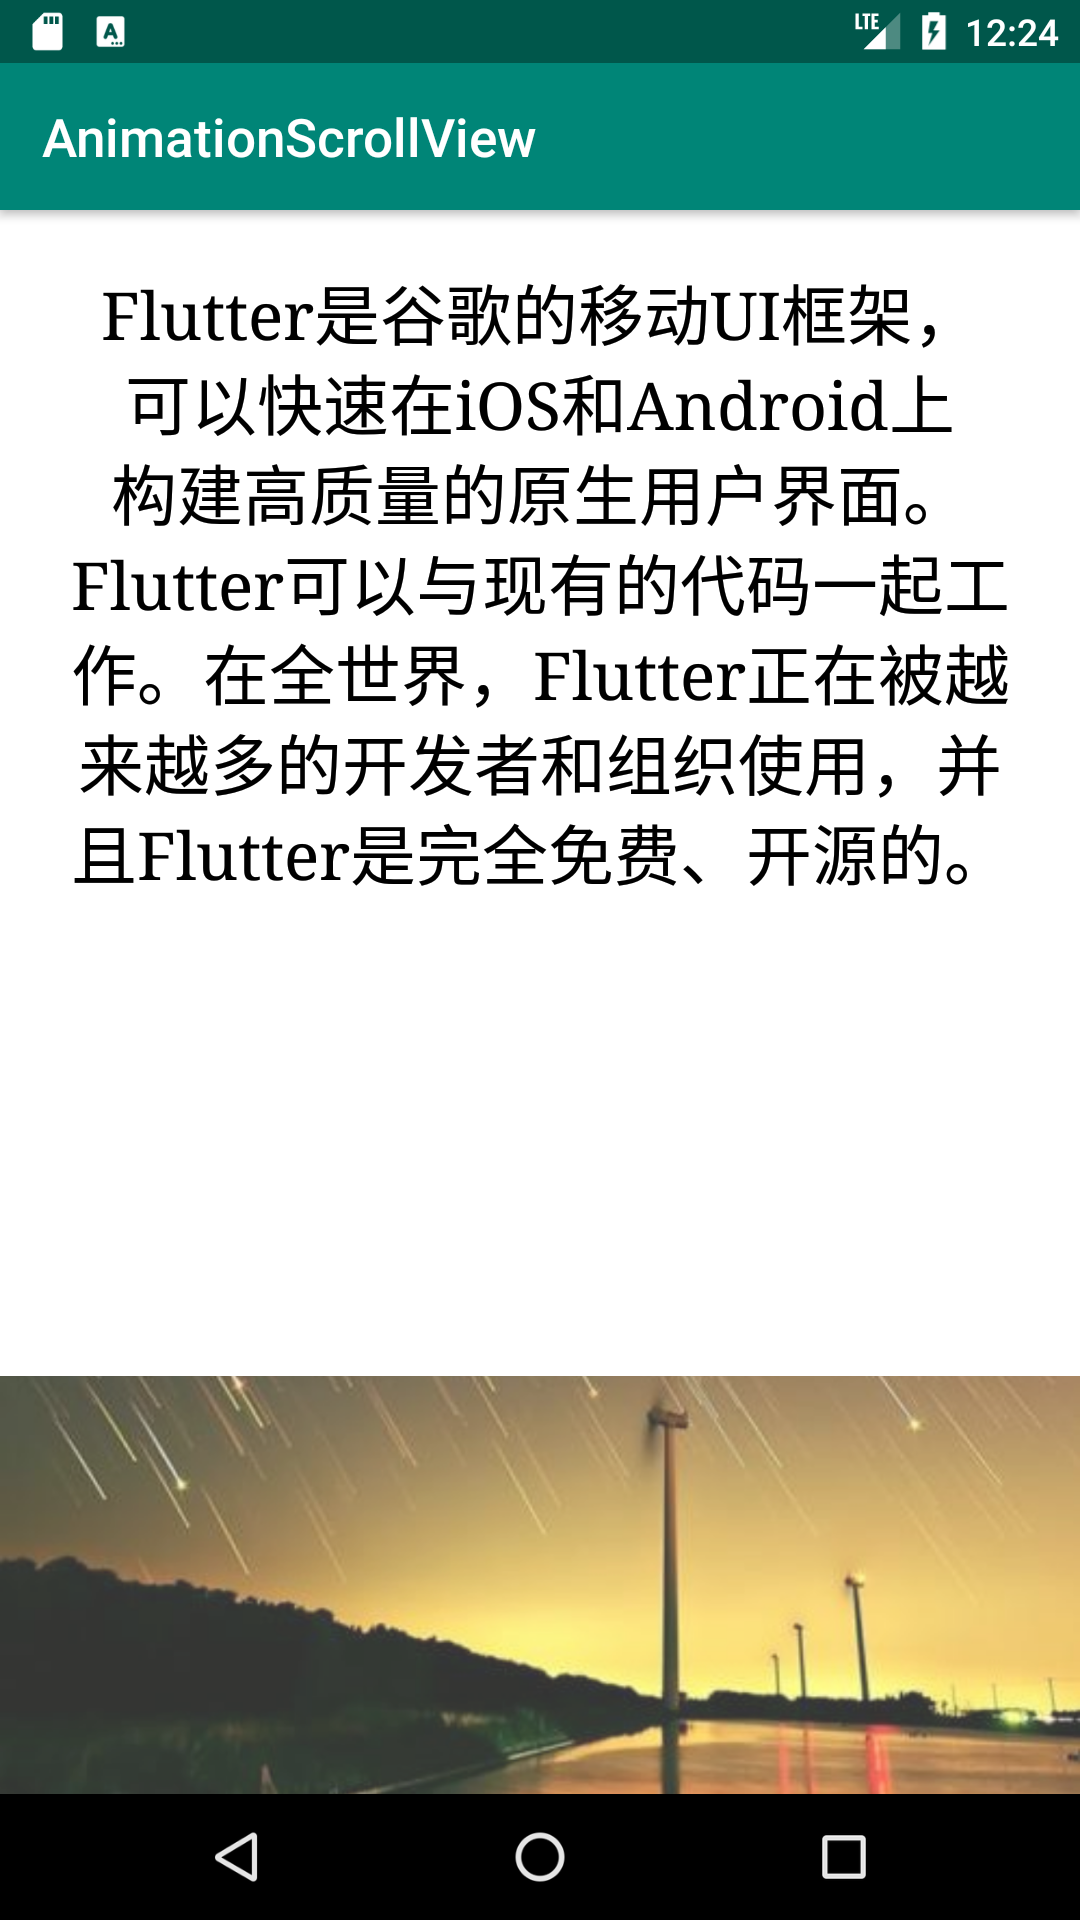 LTE 12:24
AnimationScrollView
Flutter是谷歌的移动UI框架，
可以快速在iOS和Android上
构建高质量的原生用户界面。
Flutter可以与现有的代码一起工
作。在全世界，Flutter正在被越
来越多的开发者和组织使用，并
且Flutter是完全免费、开源的。